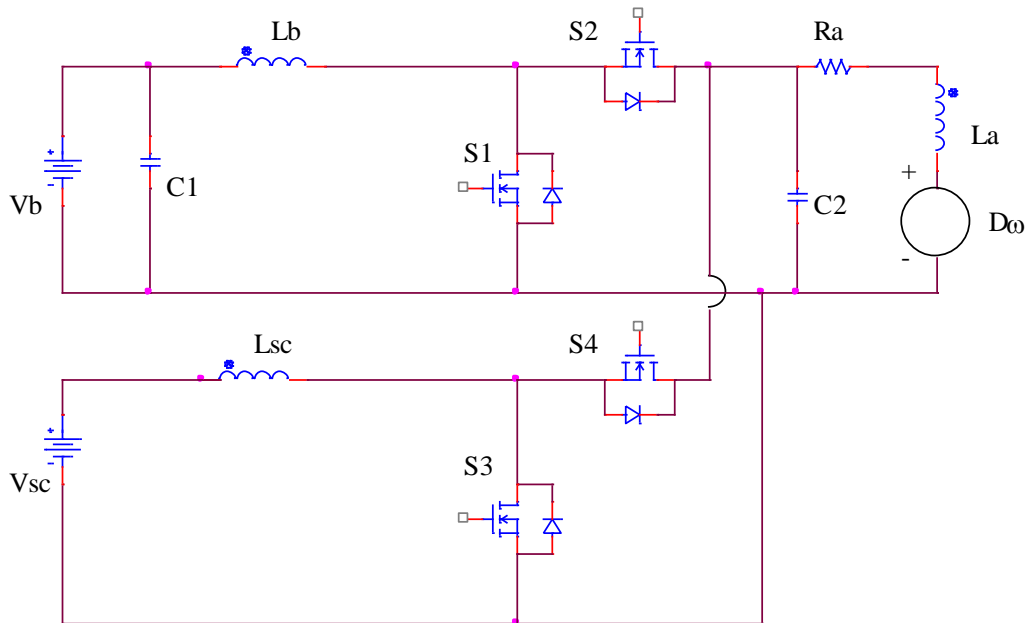 Lb
S2
Ra
S1
La
+
-
Vb
C1
+
C2
Dω
-
Lsc
S4
+
-
Vsc
S3